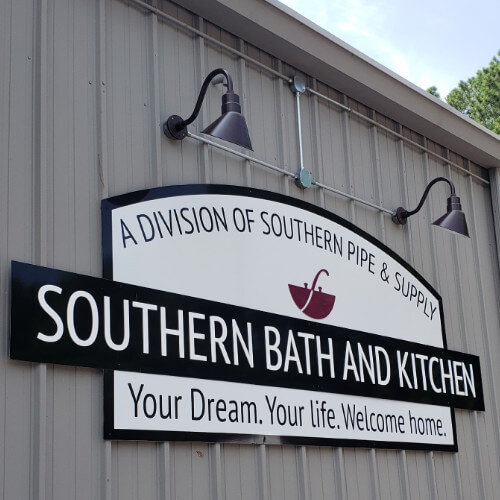 A DIVISION OF SOUTHERN PIPE & SUPPLY
SOUTHERN BATH AND KITCHEN
Your Dream. Your life. Welcome home.